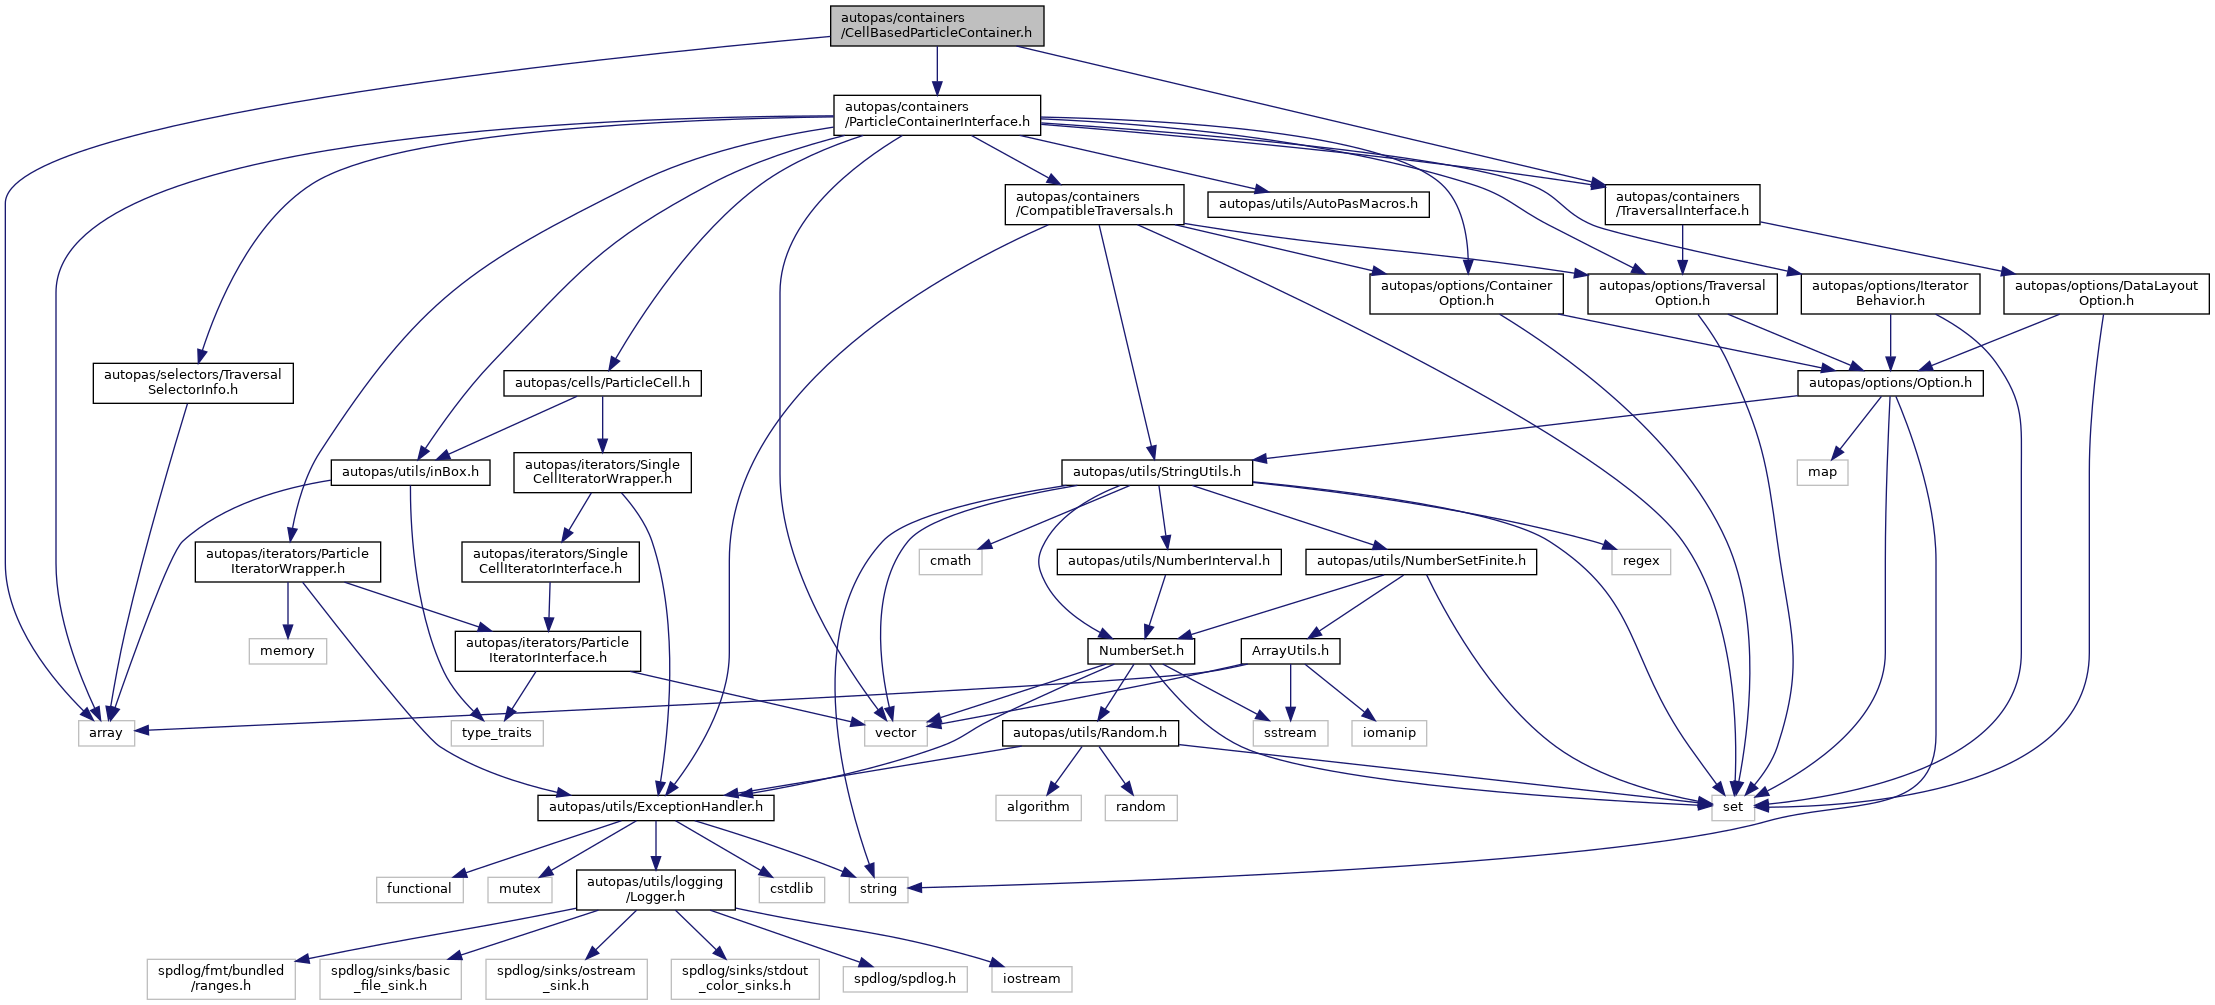 autopas/containers
/CellBasedParticleContainer.h
autopas/containers
/ParticleContainerInterface.h
autopas/containers
/CompatibleTraversals.h
autopas/utils/AutoPasMacros.h
autopas/containers
/TraversalInterface.h
autopas/options/Container
Option.h
autopas/options/Traversal
Option.h
autopas/options/Iterator
Behavior.h
autopas/options/DataLayout
Option.h
autopas/selectors/Traversal
SelectorInfo.h
autopas/cells/ParticleCell.h
autopas/options/Option.h
autopas/utils/inBox.h
autopas/iterators/Single
CellIteratorWrapper.h
autopas/utils/StringUtils.h
map
autopas/iterators/Particle
IteratorWrapper.h
autopas/iterators/Single
CellIteratorInterface.h
cmath
autopas/utils/NumberInterval.h
autopas/utils/NumberSetFinite.h
regex
memory
autopas/iterators/Particle
IteratorInterface.h
NumberSet.h
ArrayUtils.h
array
type_traits
vector
autopas/utils/Random.h
sstream
iomanip
autopas/utils/ExceptionHandler.h
algorithm
random
set
functional
mutex
autopas/utils/logging
/Logger.h
cstdlib
string
spdlog/fmt/bundled
/ranges.h
spdlog/sinks/basic
_file_sink.h
spdlog/sinks/ostream
_sink.h
spdlog/sinks/stdout
_color_sinks.h
spdlog/spdlog.h
iostream